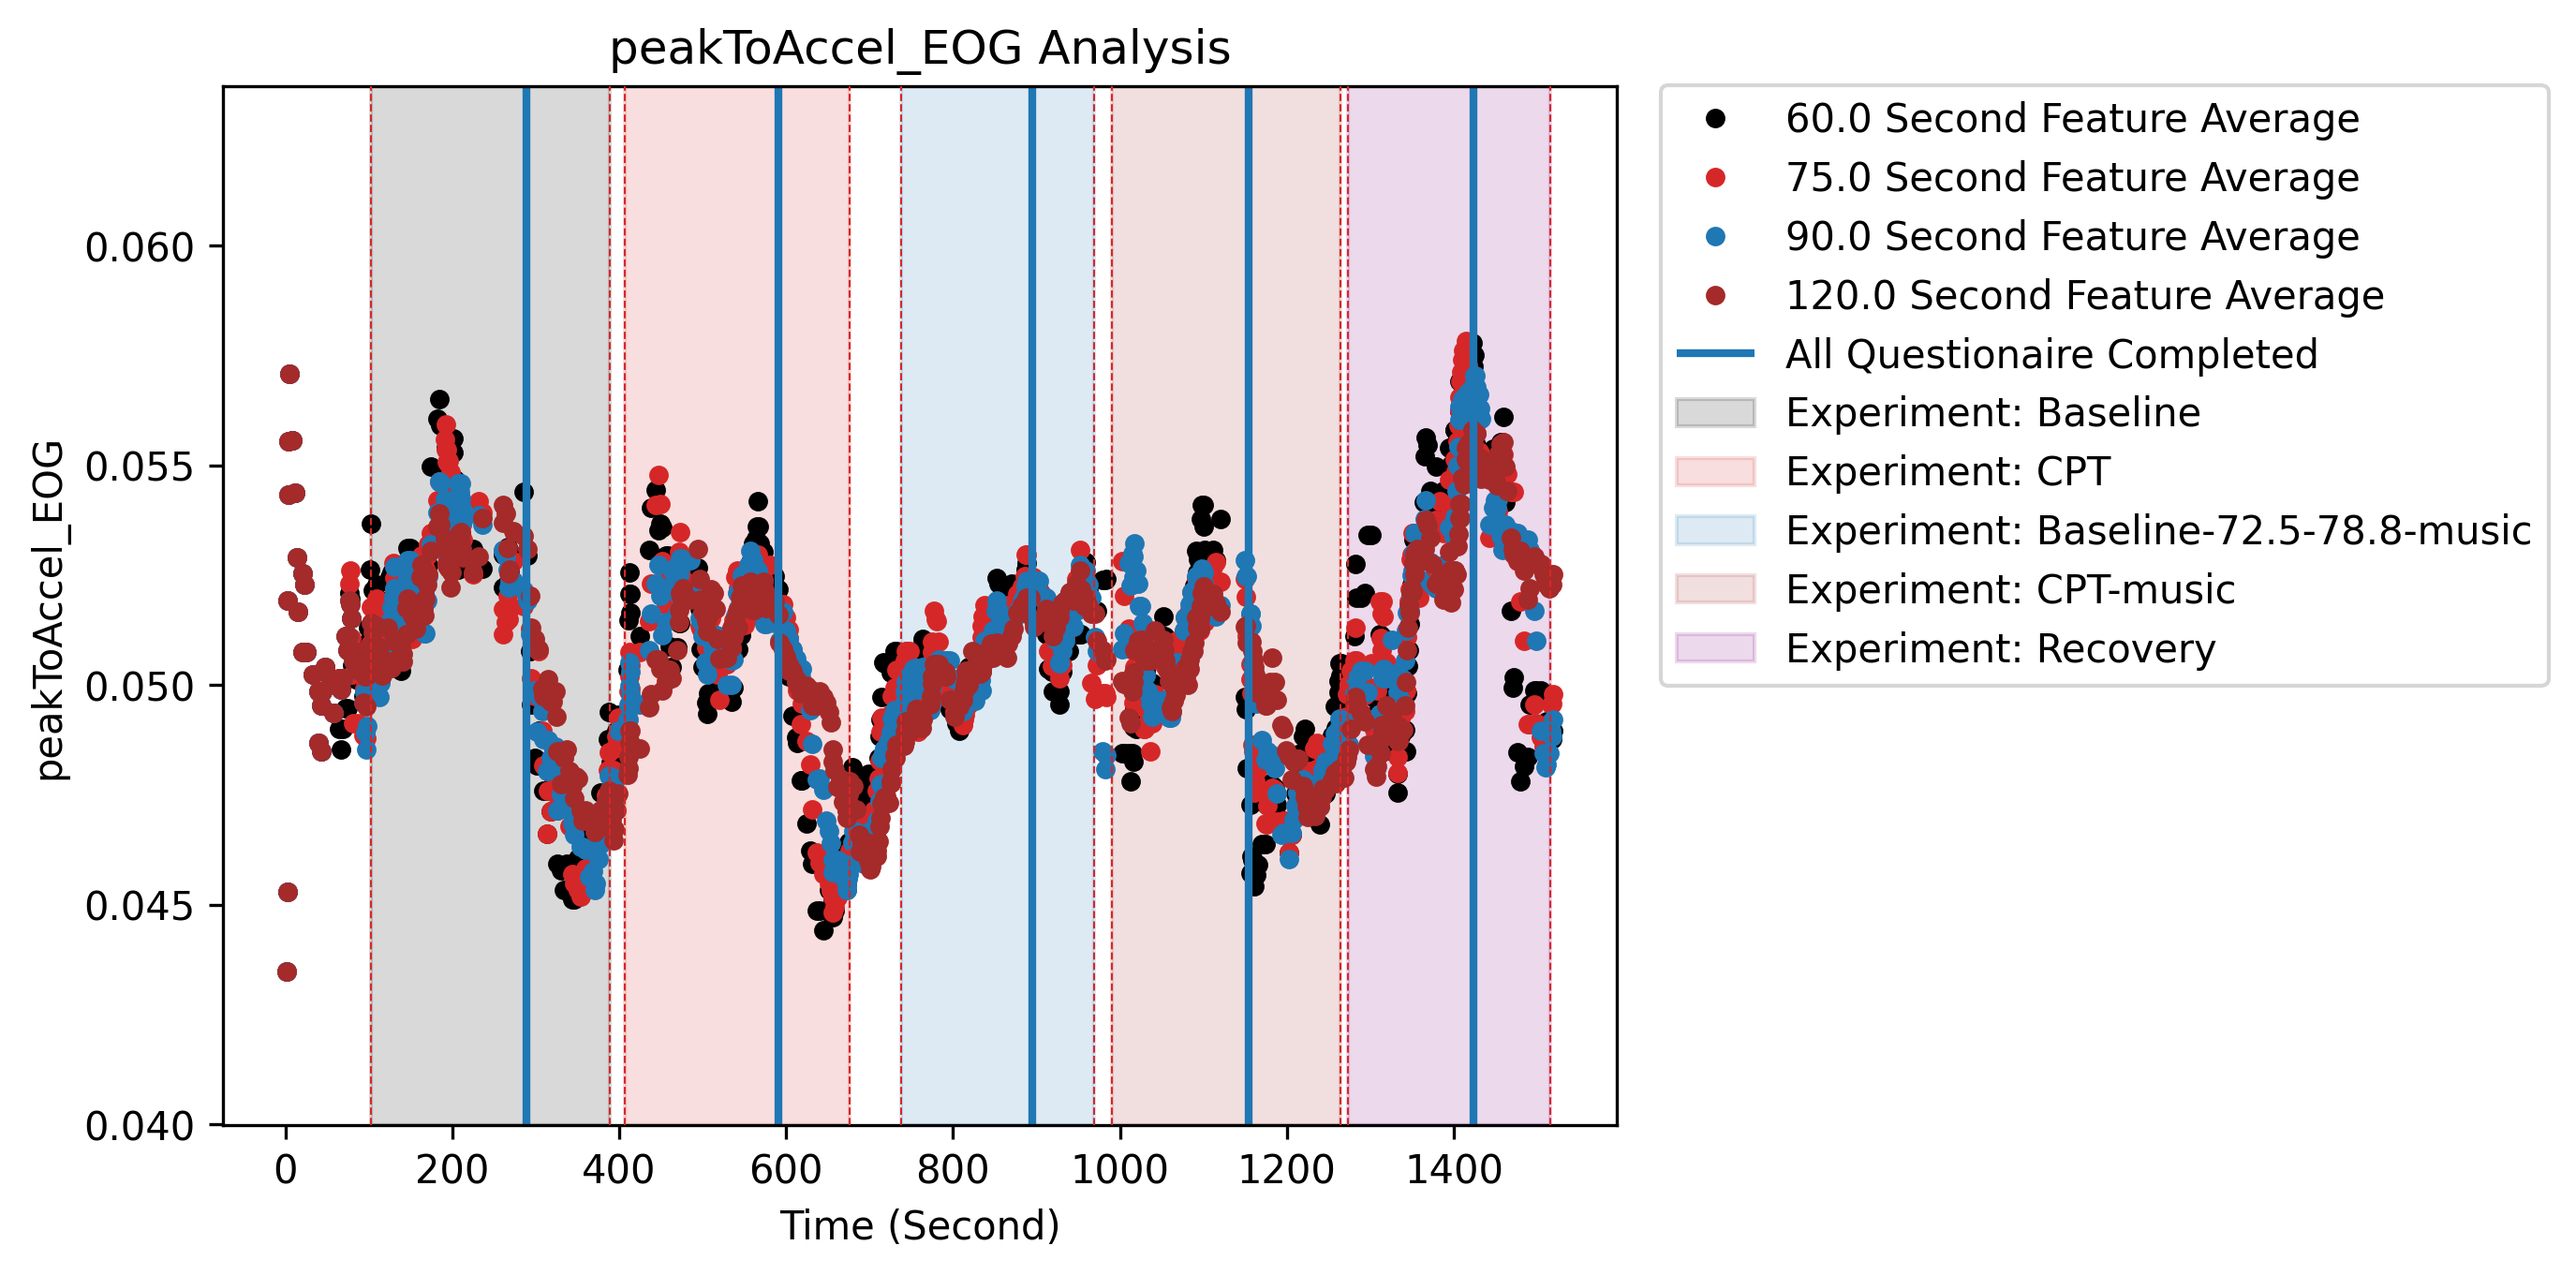 peakToAccel_EOG Analysis
peakToAccel_EOG
0.060
0.055
0.050
0.045
0.040
0 200 400 600 800 1000 1200 1400
Time (Second)
60.0 Second Feature Average
75.0 Second Feature Average
90.0 Second Feature Average
120.0 Second Feature Average
All Questionaire Completed
Experiment: Baseline
Experiment: CPT
Experiment: Baseline-72.5-78.8-music
Experiment: CPT-music
Experiment: Recovery